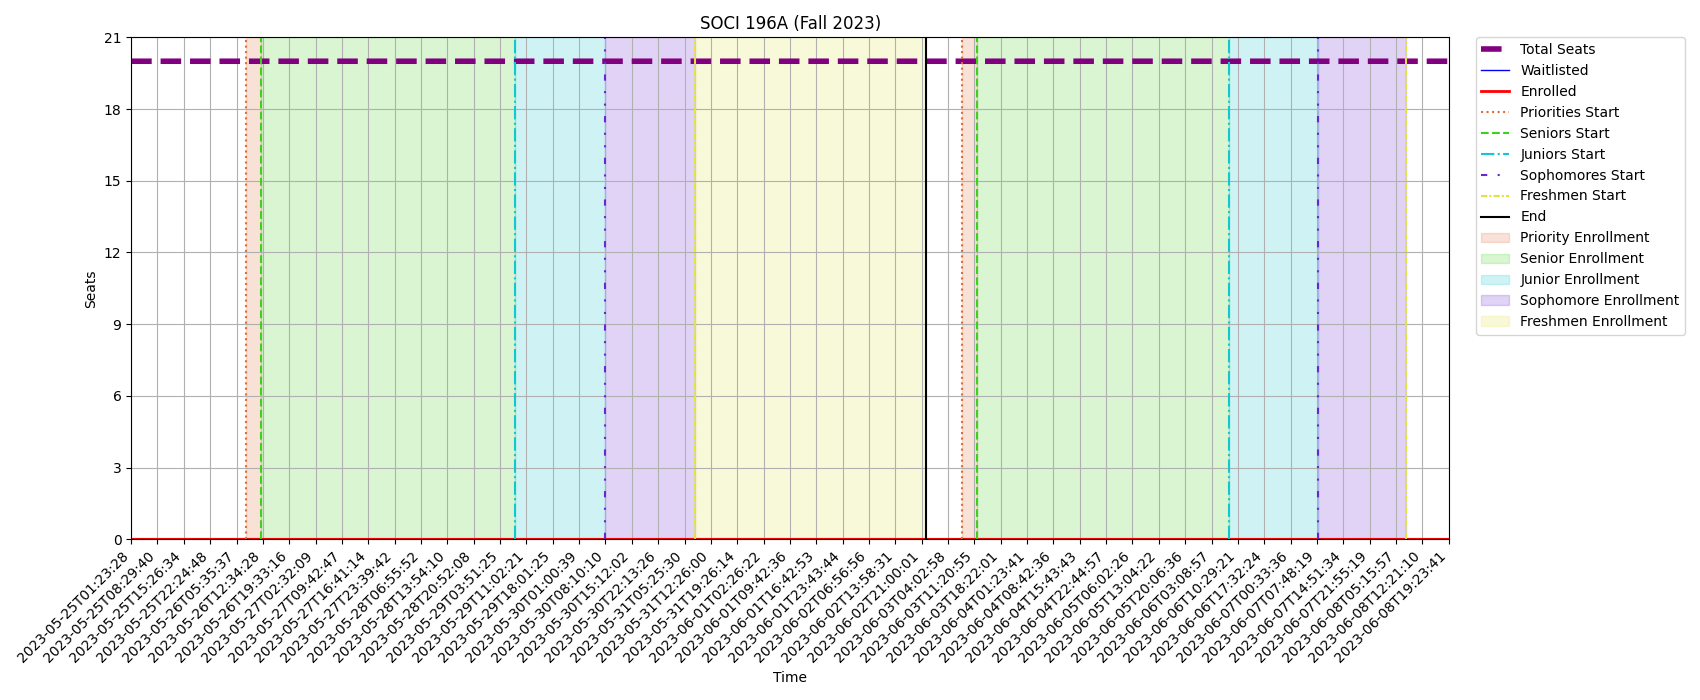 SOCI 196A (Fall 2023)
21
18
15
12
9
6
3
0
Seats
2023-05-25T01:23:28
2023-05-25T08:29:40
2023-05-25T15:26:34
2023-05-25T22:24:48
2023-05-26T05:35:37
2023-05-26T12:34:28
2023-05-26T19:33:16
2023-05-27T02:32:09
2023-05-27T09:42:47
2023-05-27T16:41:14
2023-05-27T23:39:42
2023-05-28T06:55:52
2023-05-28T13:54:10
2023-05-28T20:52:08
2023-05-29T03:51:25
2023-05-29T11:02:21
2023-05-29T18:01:25
2023-05-30T01:00:39
2023-05-30T08:10:10
2023-05-30T15:12:02
2023-05-30T22:13:26
2023-05-31T05:25:30
2023-05-31T12:26:00
2023-05-31T19:26:14
2023-06-01T02:26:22
2023-06-01T09:42:36
2023-06-01T16:42:53
2023-06-01T23:43:44
2023-06-02T06:56:56
2023-06-02T13:58:31
2023-06-02T21:00:01
2023-06-03T04:02:58
2023-06-03T11:20:55
2023-06-03T18:22:01
2023-06-04T01:23:41
2023-06-04T08:42:36
2023-06-04T15:43:43
2023-06-04T22:44:57
2023-06-05T06:02:26
2023-06-05T13:04:22
2023-06-05T20:06:36
2023-06-06T03:08:57
2023-06-06T10:29:21
2023-06-06T17:32:24
2023-06-07T00:33:36
2023-06-07T07:48:19
2023-06-07T14:51:34
2023-06-07T21:55:19
2023-06-08T05:15:57
2023-06-08T12:21:10
2023-06-08T19:23:41
Time
Total Seats
Waitlisted
Enrolled
Priorities Start
Seniors Start
Juniors Start
Sophomores Start
Freshmen Start
End
Priority Enrollment
Senior Enrollment
Junior Enrollment
Sophomore Enrollment
Freshmen Enrollment